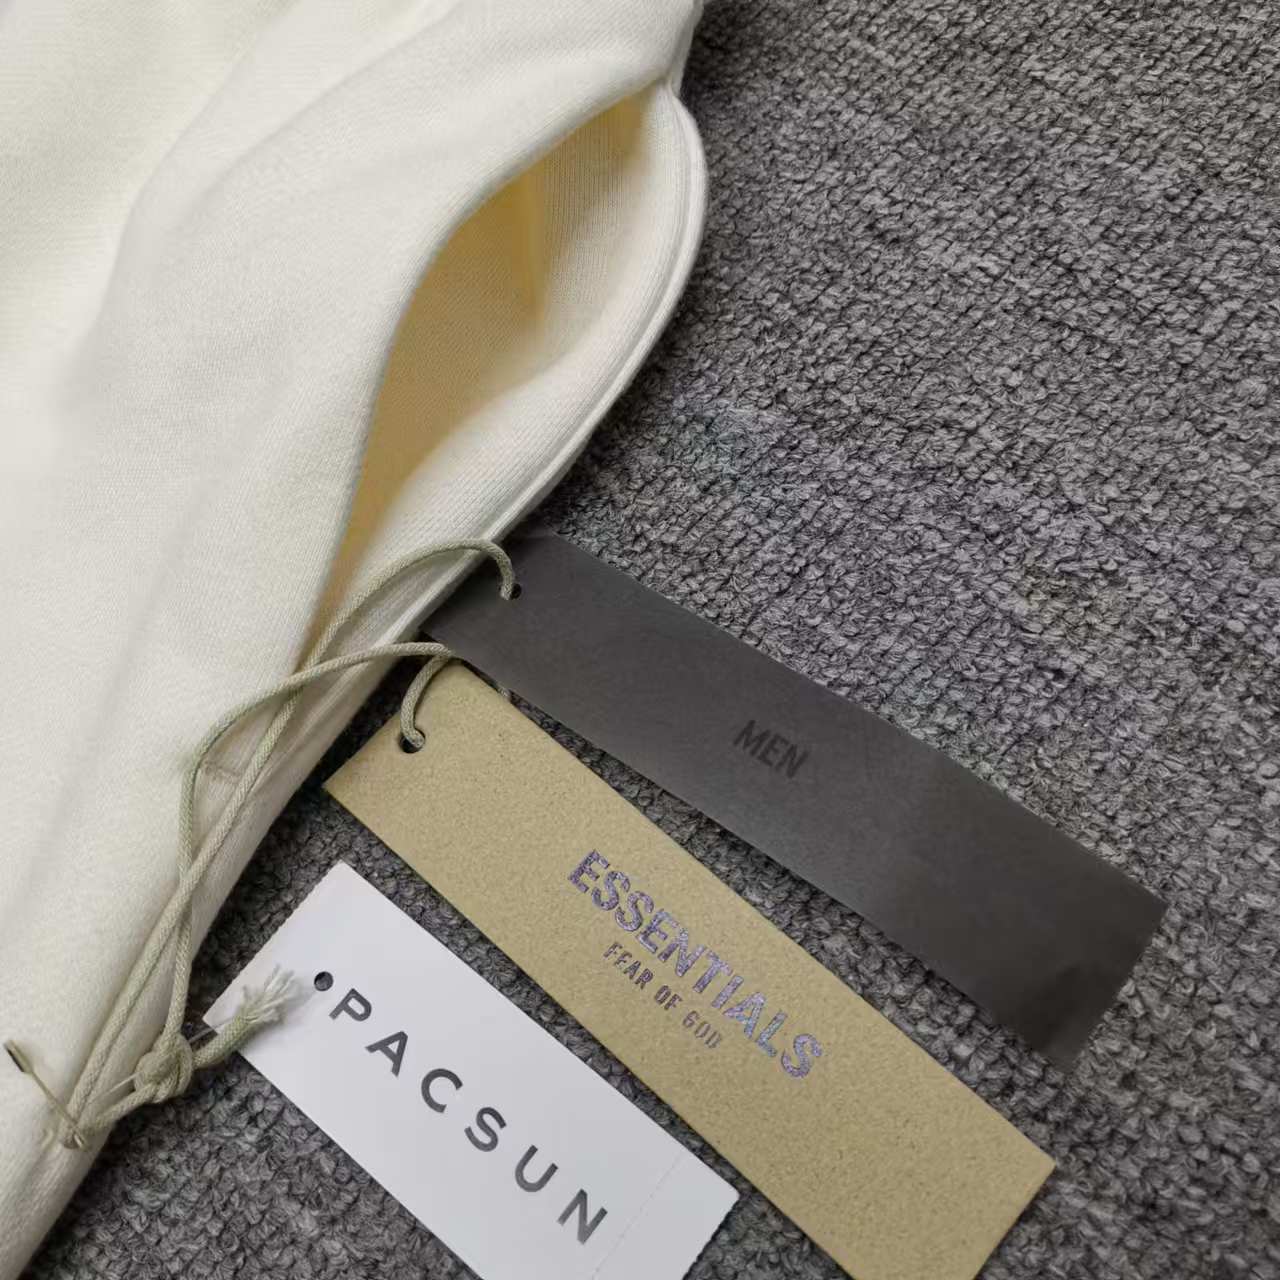 MEN
ESSENTIALS
FEAR OF GOD
PACSUN